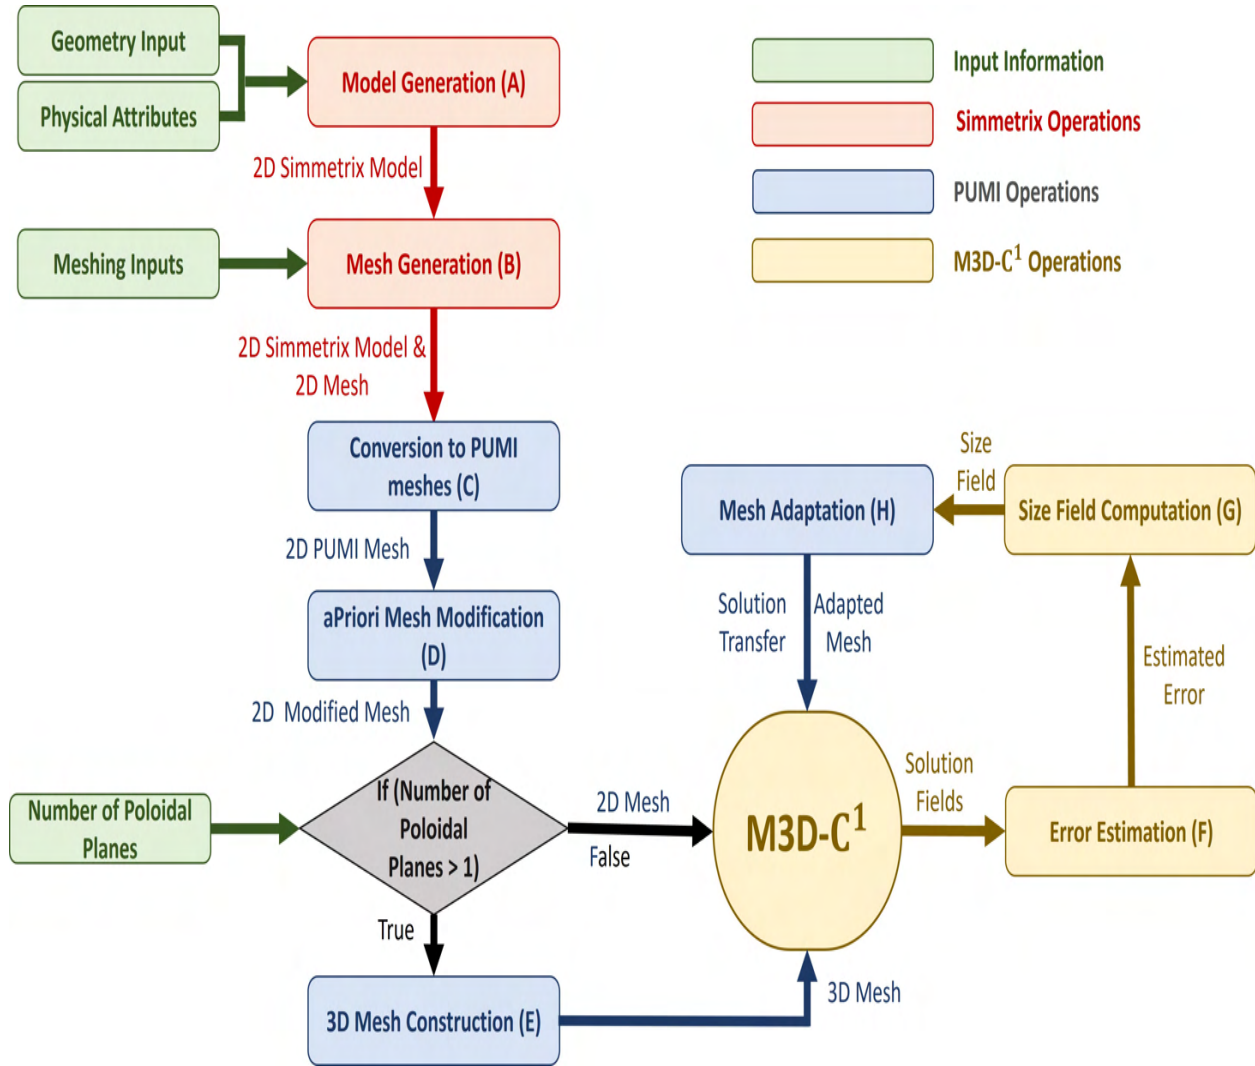 Geometry Input
Physical Attributes
Model Generation (A)
2D Simmetrix Model
Meshing Inputs
Mesh Generation (B)
2D Simmetrix Model &
2D Mesh
Conversion to PUMI
meshes (C)
2D PUMI Mesh
aPriori Mesh Modification
(D)
2D Modified Mesh
Number of Poloidal
Planes
If (Number of
Poloidal
Planes > 1)
True
3D Mesh Construction (E)
2D Mesh
False
3D Mesh
M3D-C¹
Solution
Fields
Error Estimation (F)
Estimated
Error
Size Field Computation (G)
Size
Field
Mesh Adaptation (H)
Solution
Transfer
Adapted
Mesh
Input Information
Simmetrix Operations
PUMI Operations
M3D-C¹ Operations